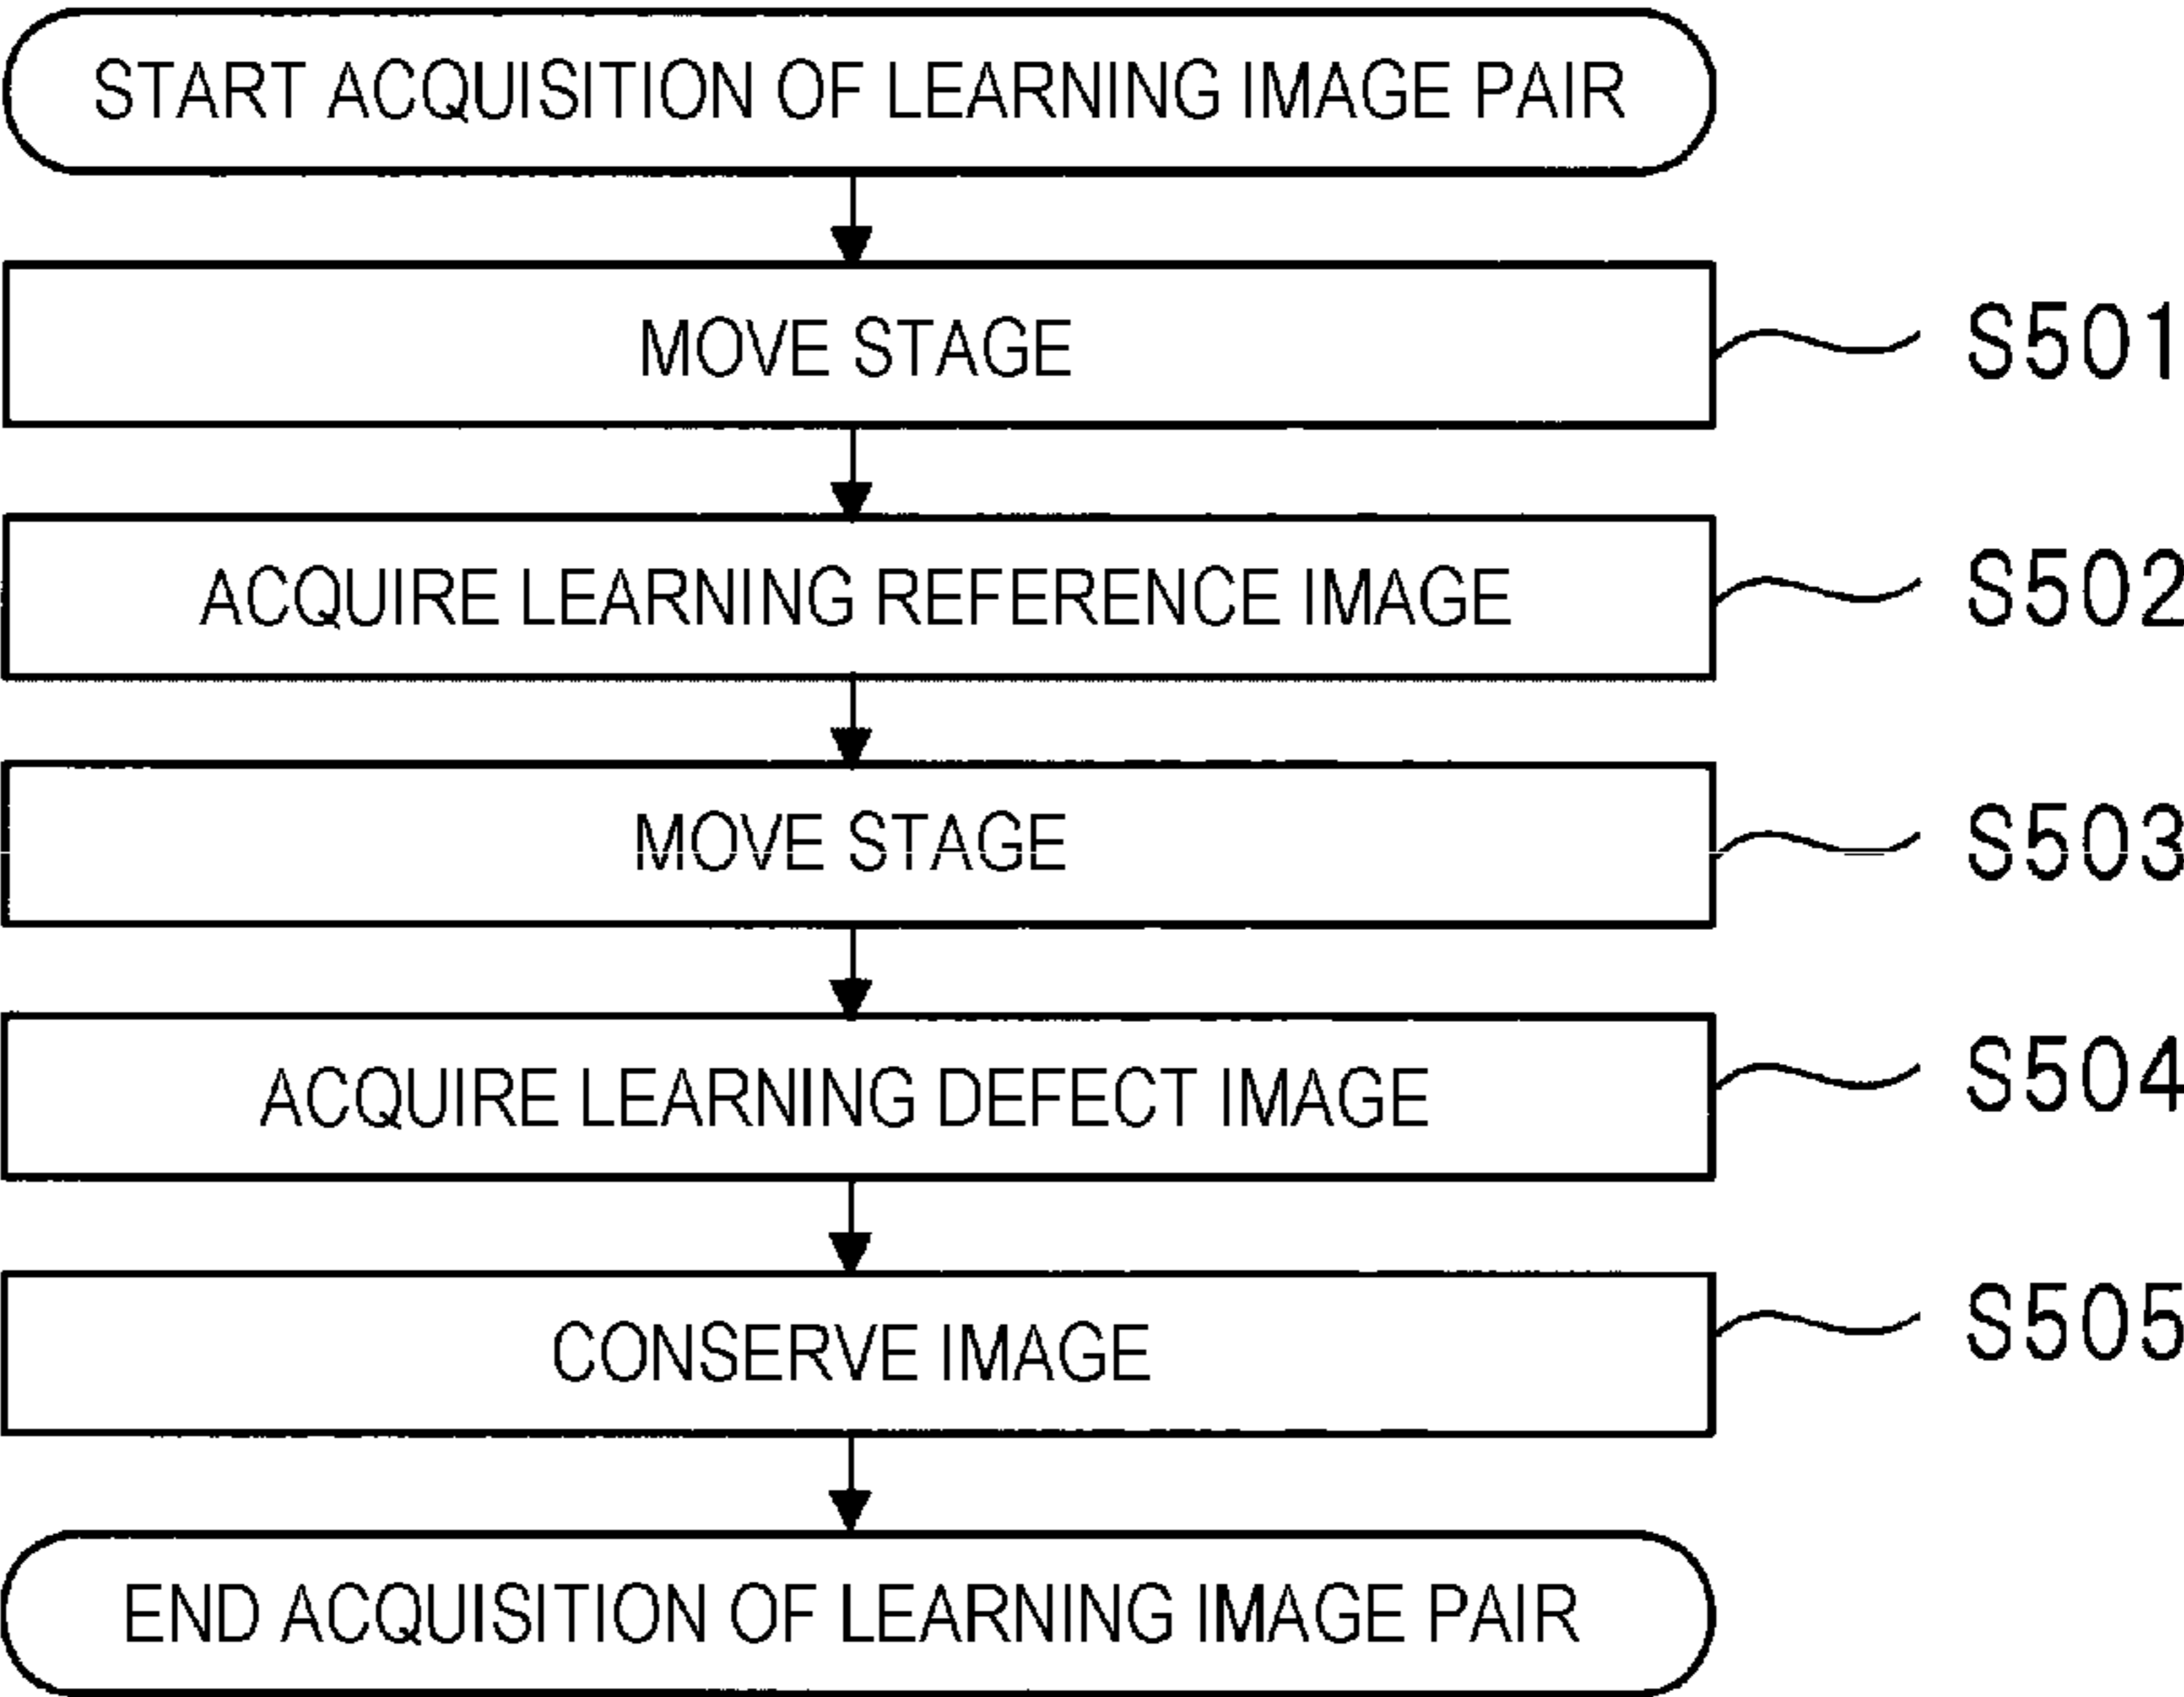 START ACQUISITION OF LEARNING IMAGE PAIR
MOVE STAGE
S501
ACQUIRE LEARNING REFERENCE IMAGE
S502
MOVE STAGE
S503
ACQUIRE LEARNING DEFECT IMAGE
S504
CONSERVE IMAGE
S505
END ACQUISITION OF LEARNING IMAGE PAIR